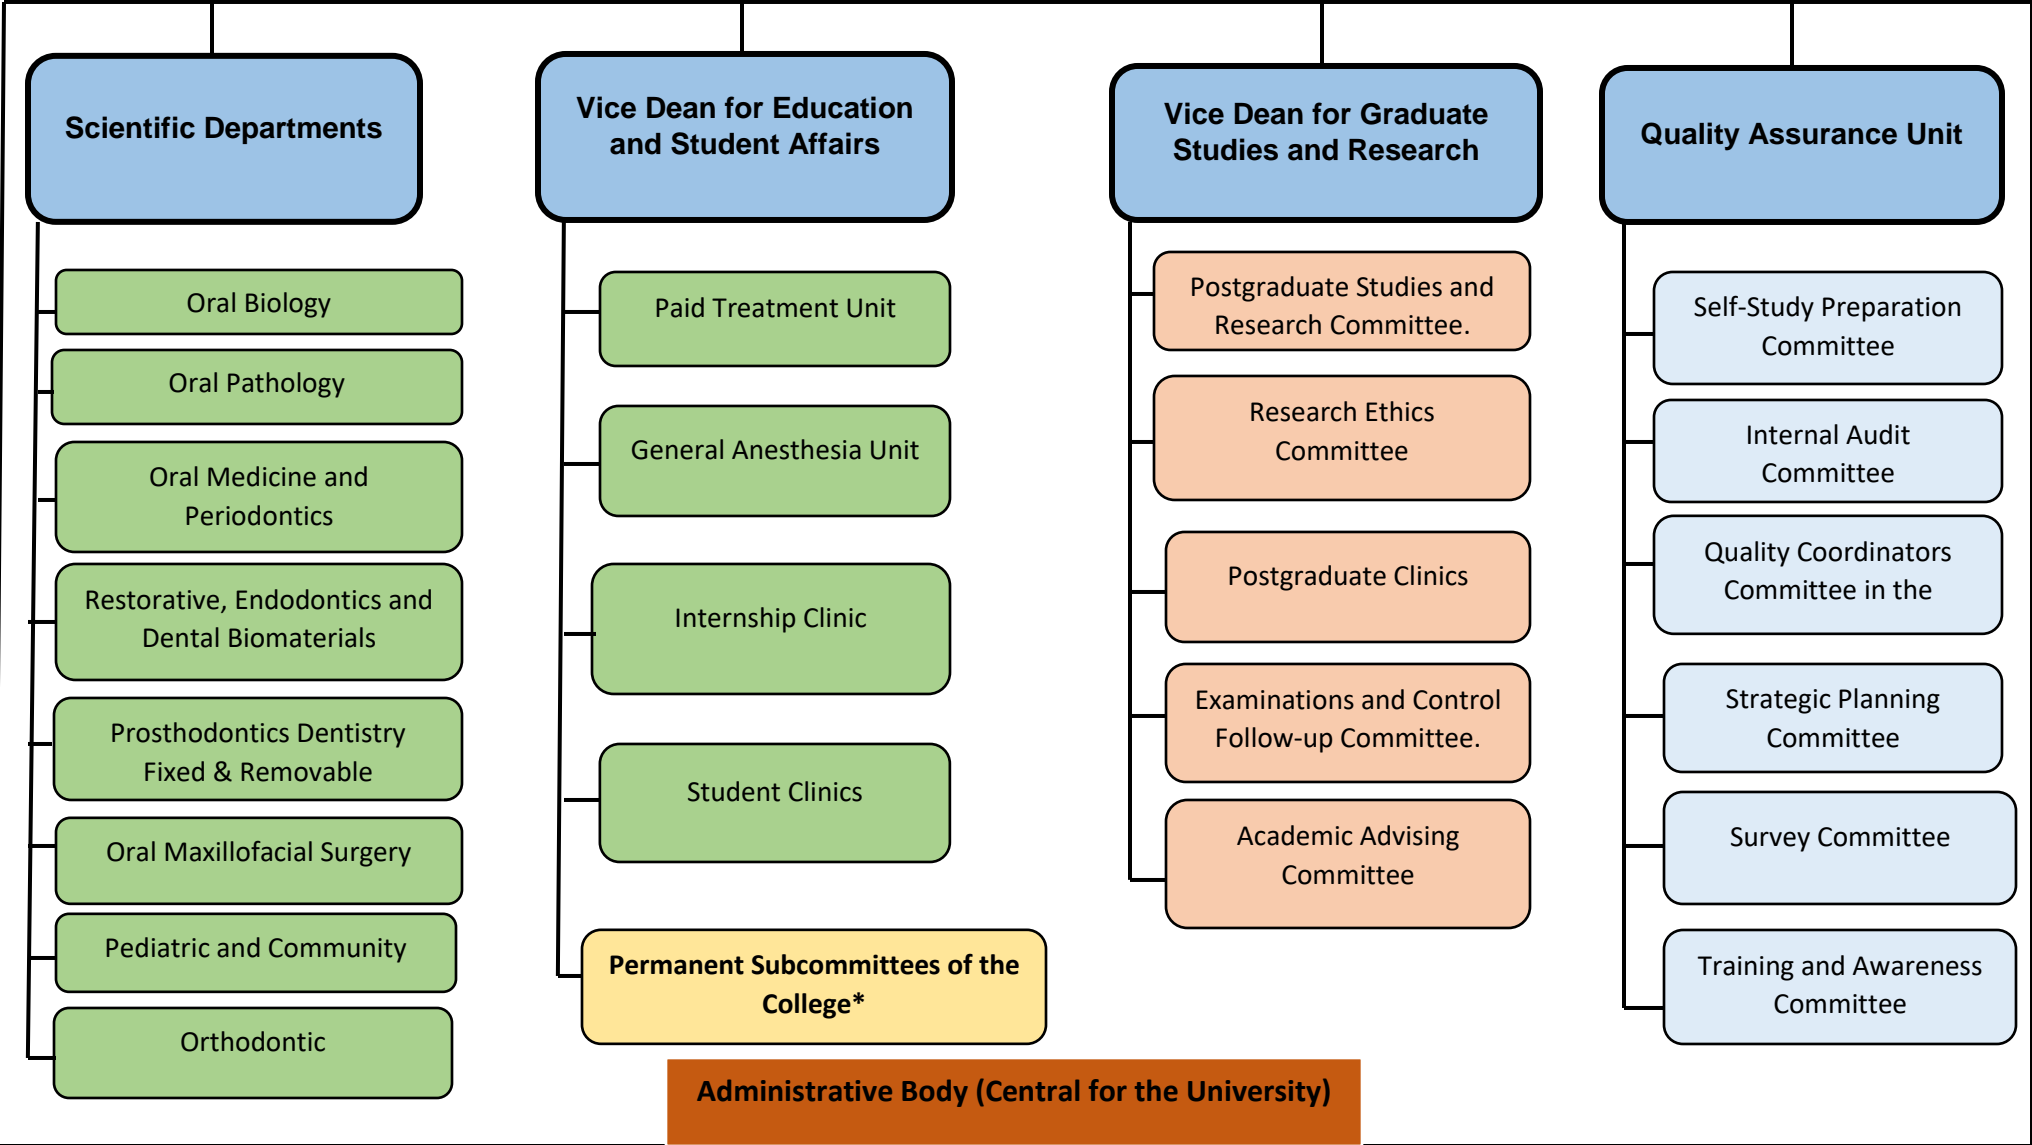 Scientific Departments
Oral Biology
Oral Pathology
Oral Medicine and
Periodontics
Restorative, Endodontics and
Dental Biomaterials
Prosthodontics Dentistry
Fixed & Removable
Oral Maxillofacial Surgery
Pediatric and Community
Orthodontic
Vice Dean for Education
and Student Affairs
Paid Treatment Unit
General Anesthesia Unit
Internship Clinic
Student Clinics
Permanent Subcommittees of the
College*
Vice Dean for Graduate
Studies and Research
Postgraduate Studies and
Research Committee.
Research Ethics
Committee
Postgraduate Clinics
Examinations and Control
Follow-up Committee.
Academic Advising
Committee
Quality Assurance Unit
Self-Study Preparation
Committee
Internal Audit
Committee
Quality Coordinators
Committee in the
Strategic Planning
Committee
Survey Committee
Training and Awareness
Committee
Administrative Body (Central for the University)